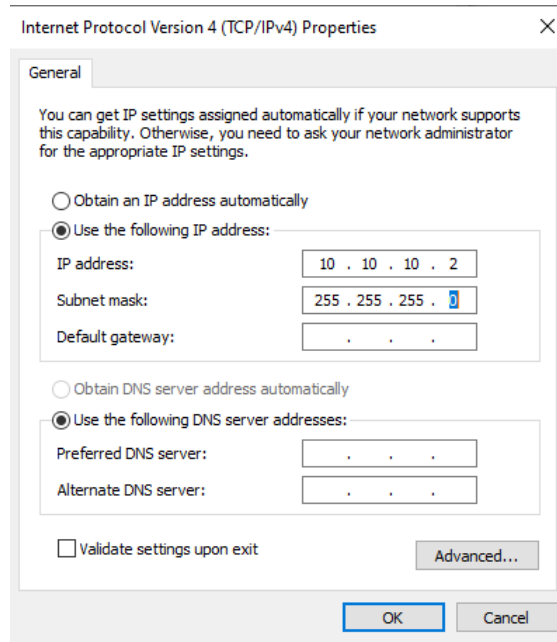 Internet Protocol Version 4 (TCP/IPv4) Properties
General
You can get IP settings assigned automatically if your network supports
this capability. Otherwise, you need to ask your network administrator
for the appropriate IP settings.
Obtain an IP address automatically
Use the following IP address:
IP address: 10 . 10 . 10 . 2
Subnet mask: 255 . 255 . 255 . 0
Default gateway: . . .
Obtain DNS server address automatically
Use the following DNS server addresses:
Preferred DNS server: . . .
Alternate DNS server: . . .
Validate settings upon exit
Advanced...
OK Cancel